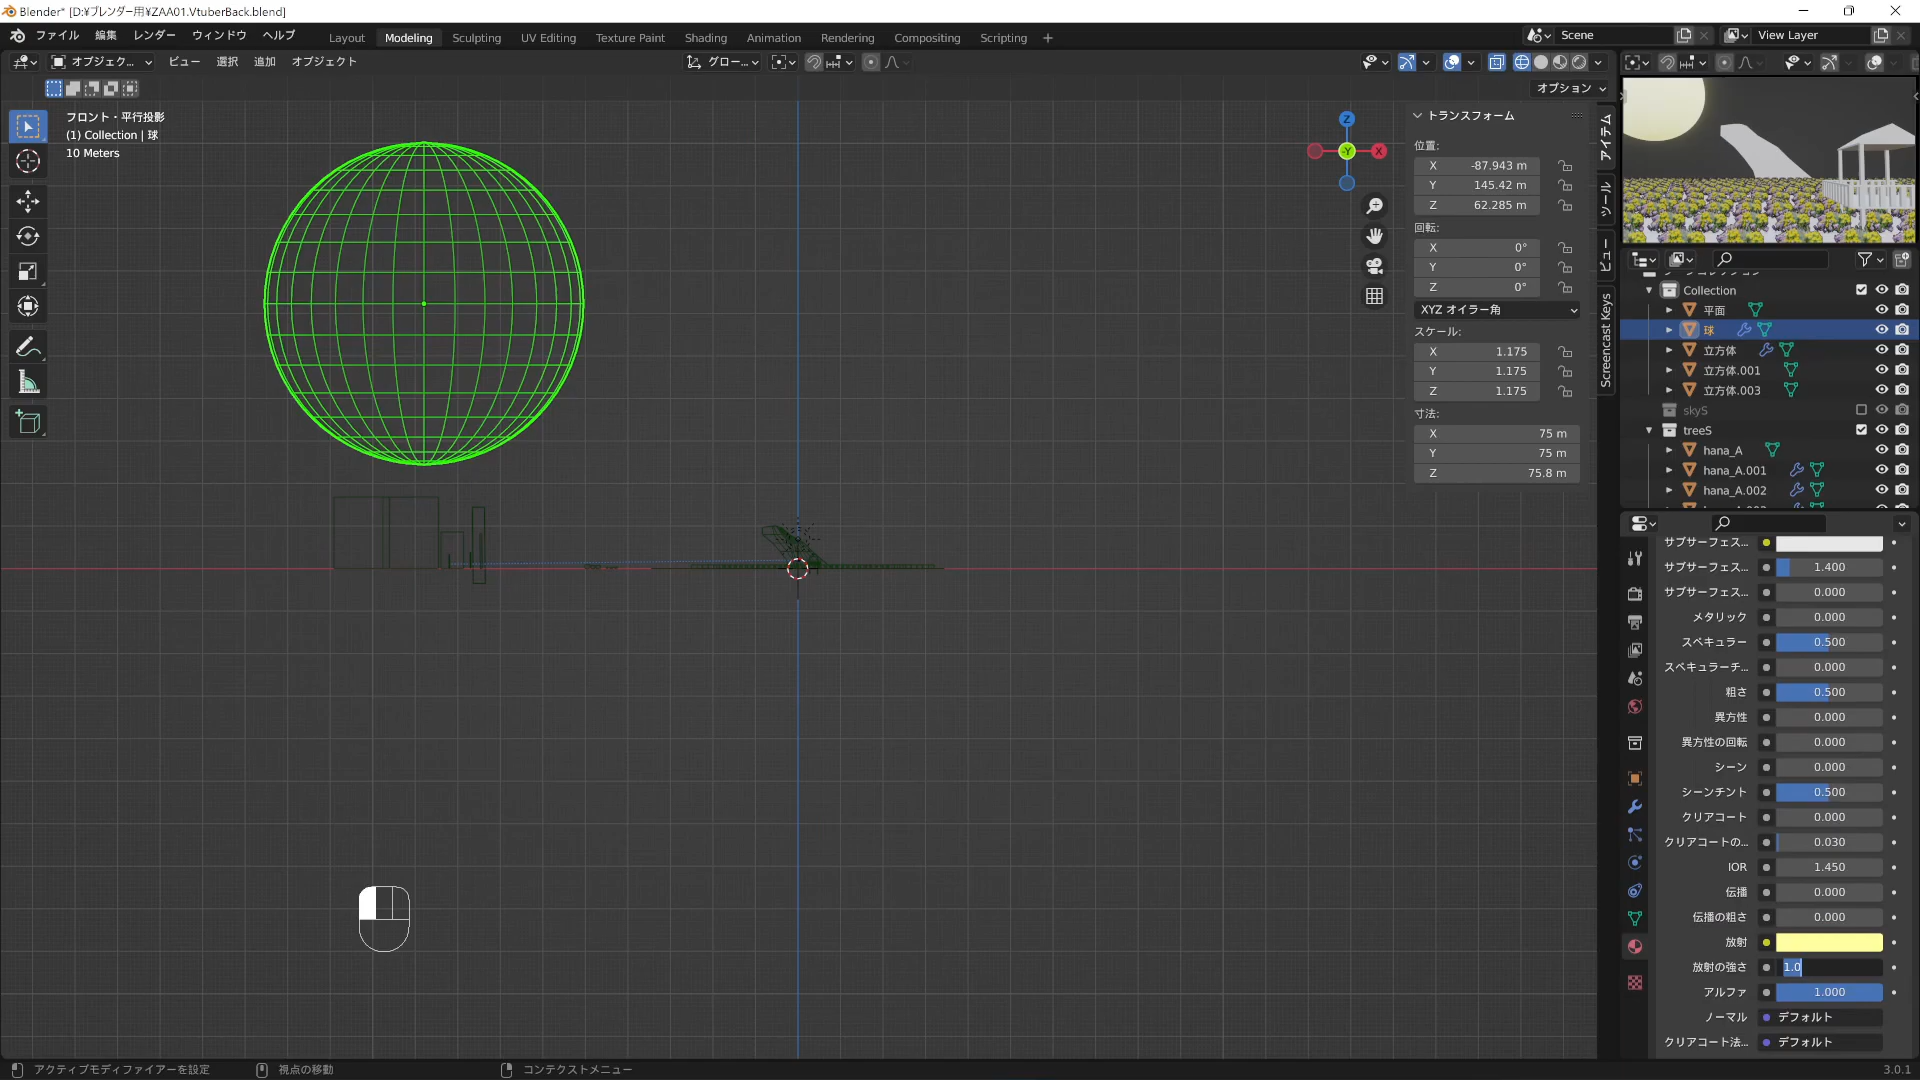 Blender* [D:¥ブレンダー用¥ZAA01.VtuberBack.blend]
ファイル 編集 レンダー ウィンドウ ヘルプ Layout Modeling Sculpting UV Editing Texture Paint Shading Animation Rendering Compositing Scripting + Scene View Layer
オブジェク... ビュー 選択 追加 オブジェクト グロー...
オプション
フロント・平行投影
(1) Collection | 球
10 Meters
Z
Y
X
トランスフォーム
位置:
X -87.943 m
Y 145.42 m
Z 62.285 m
回転:
X 0°
Y 0°
Z 0°
XYZ オイラー角
スケール:
X 1.175
Y 1.175
Z 1.175
寸法:
X 75 m
Y 75 m
Z 75.8 m
アイテム
ツール
ビュー
Screencast Keys
Collection
平面
球
立方体
立方体.001
立方体.003
skyS
treeS
hana_A
hana_A.001
hana_A.002
サブサーフェス...
サブサーフェス... 1.400
サブサーフェス... 0.000
メタリック 0.000
スペキュラー 0.500
スペキュラーチ... 0.000
粗さ 0.500
異方性 0.000
異方性の回転 0.000
シーン 0.000
シーンチント 0.500
クリアコート 0.000
クリアコートの... 0.030
IOR 1.450
伝播 0.000
伝播の粗さ 0.000
放射
放射の強さ 1.0
アルファ 1.000
ノーマル デフォルト
クリアコート法... デフォルト
アクティブモディファイアーを設定 視点の移動 コンテクストメニュー 3.0.1